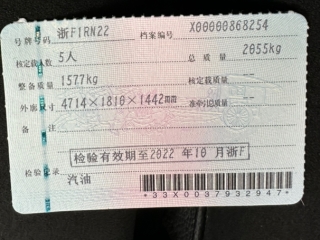 号牌号码 浙F1RN22 档案编号 X00000868254
核定载人数 5人 总质量 2055kg
整备质量 1577kg 核定载质量 --
外廓尺寸 4714×1810×1442mm 准牵引总质量 --
备注
检验有效期至2022年10月浙F
检验记录
汽油
*33X0037932947*